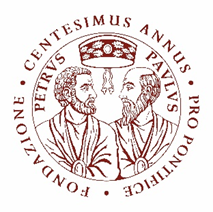 · FONDAZIONE · CENTESIMUS ANNUS · PRO PONTIFICE ·
PETRVS
PAVLVS